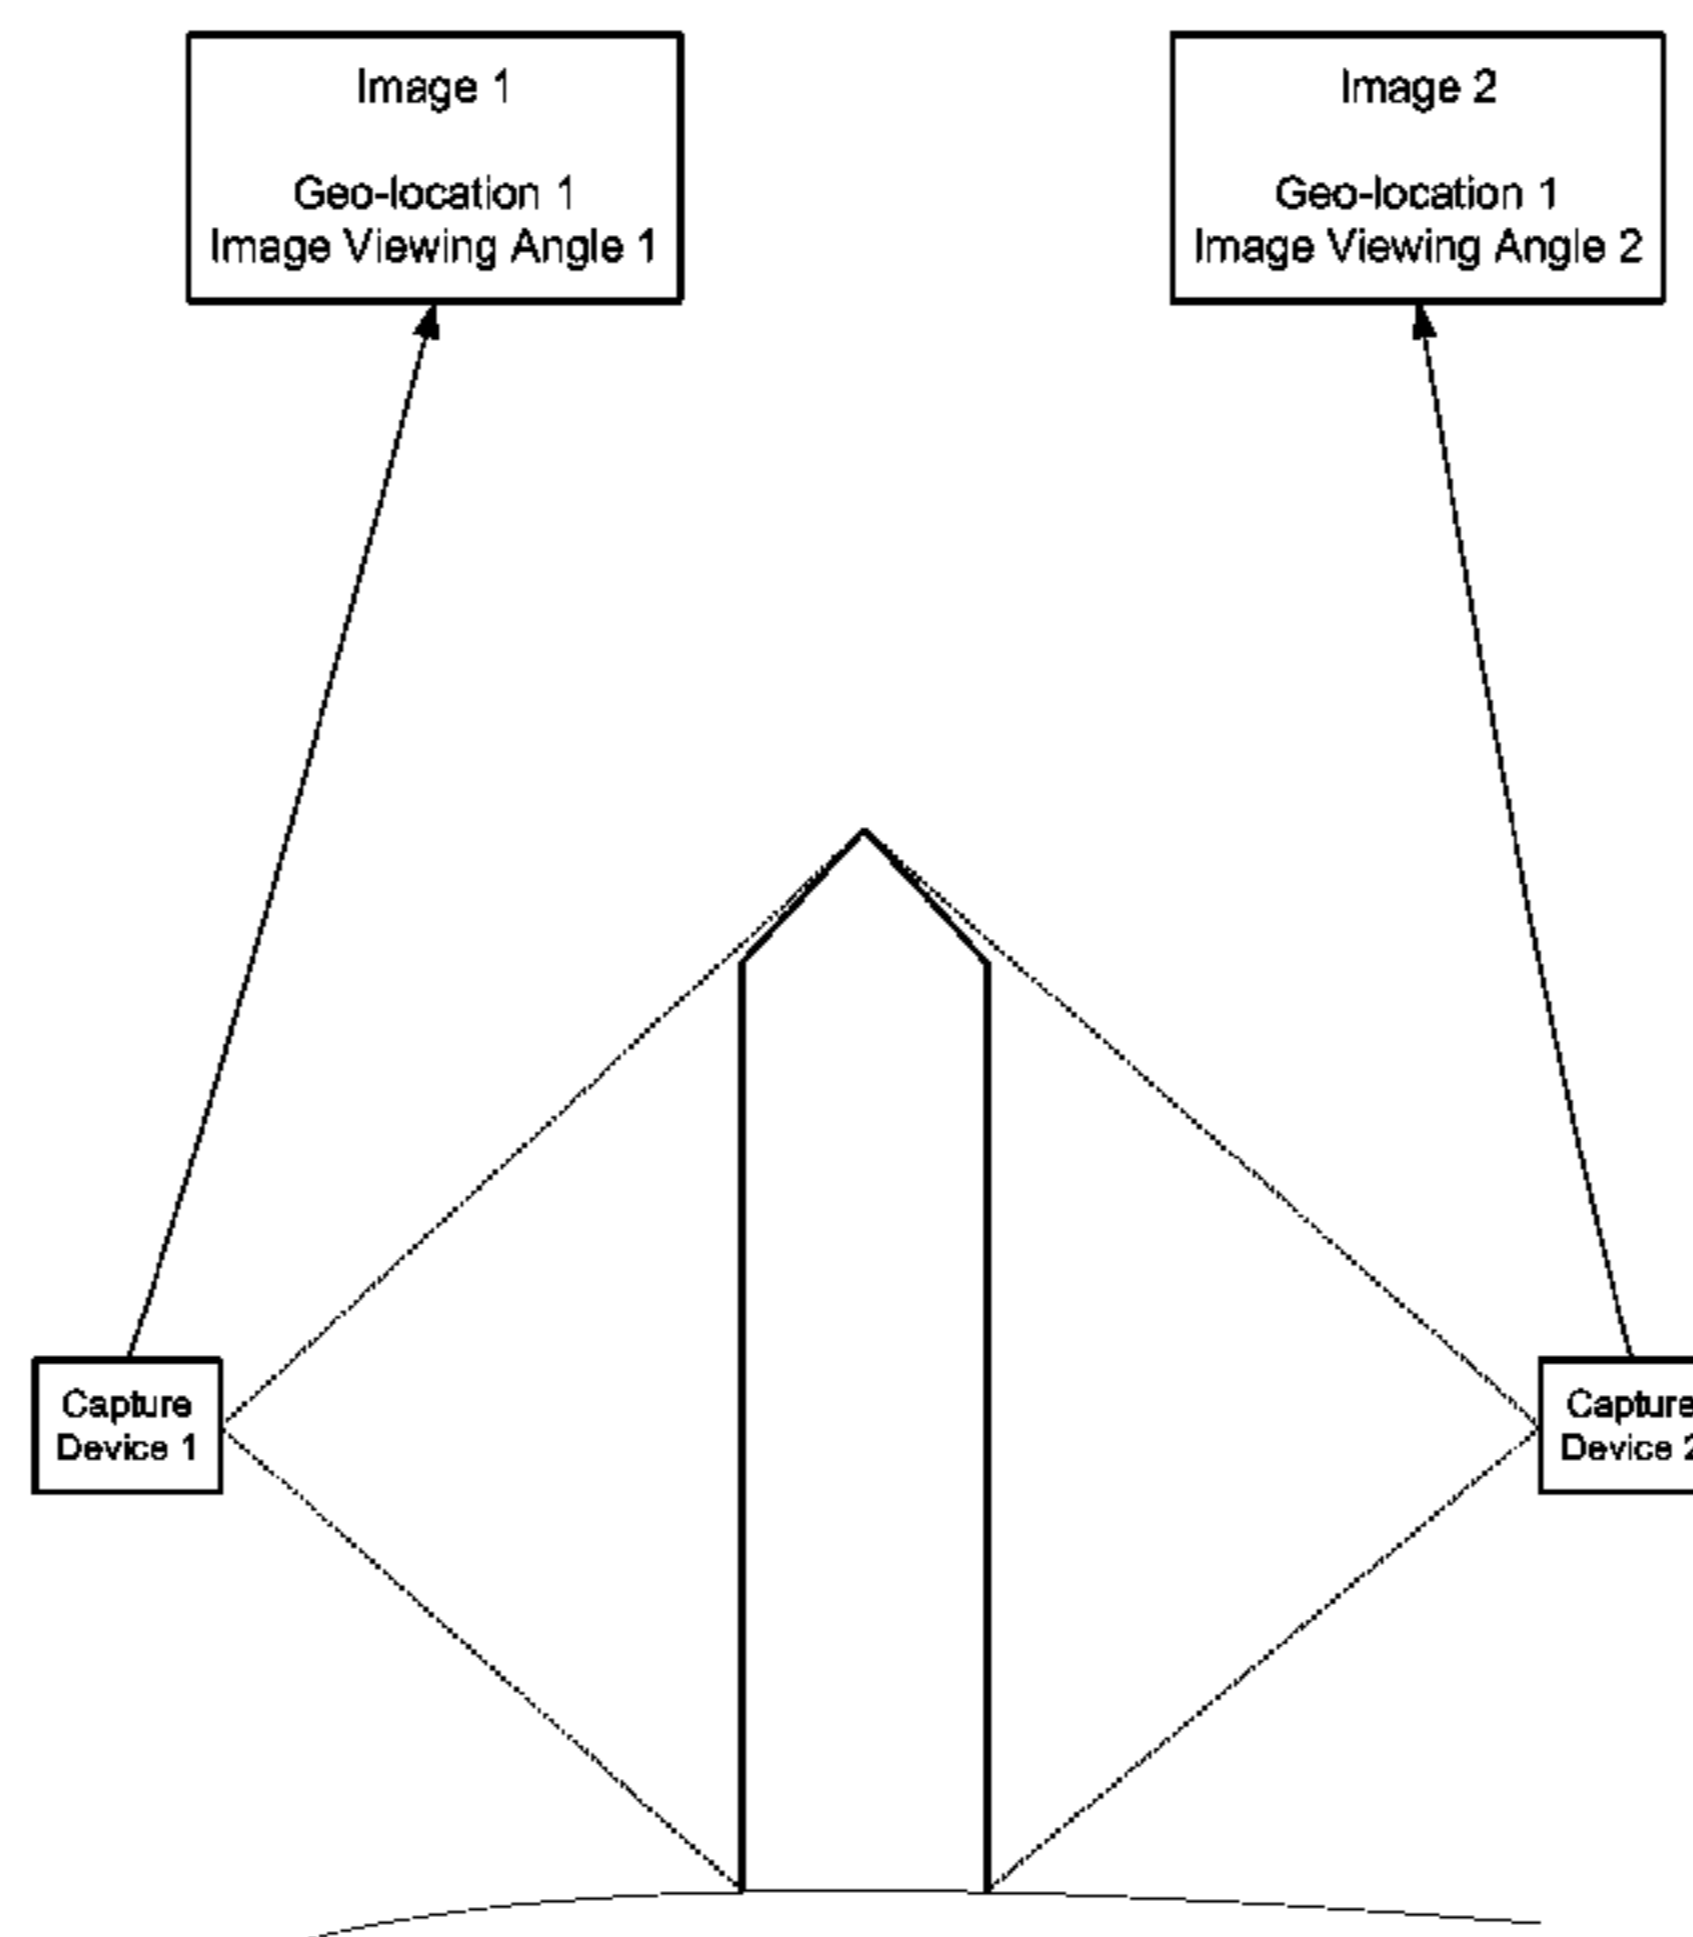 Image 1
Geo-location 1
Image Viewing Angle 1
Image 2
Geo-location 1
Image Viewing Angle 2
Capture
Device 1
Capture
Device 2